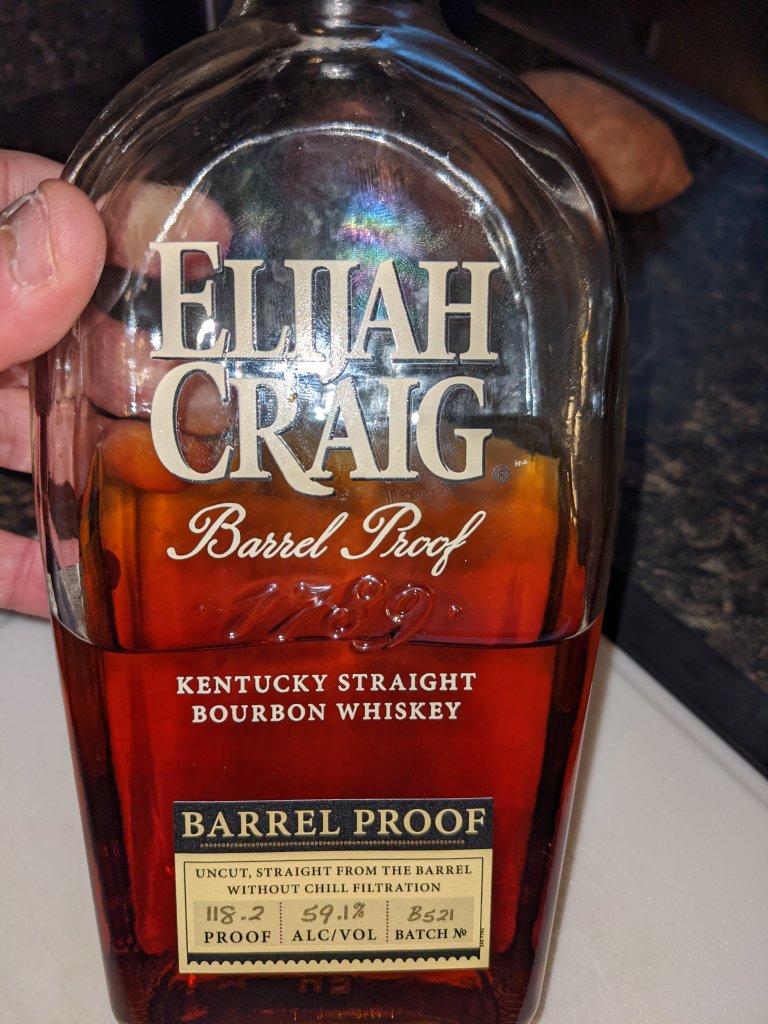 ELIJAH
CRAIG
®
Barrel Proof
·1789·
KENTUCKY STRAIGHT
BOURBON WHISKEY
BARREL PROOF
UNCUT, STRAIGHT FROM THE BARREL
WITHOUT CHILL FILTRATION
118.2 59.1% B521
PROOF ALC/VOL BATCH №